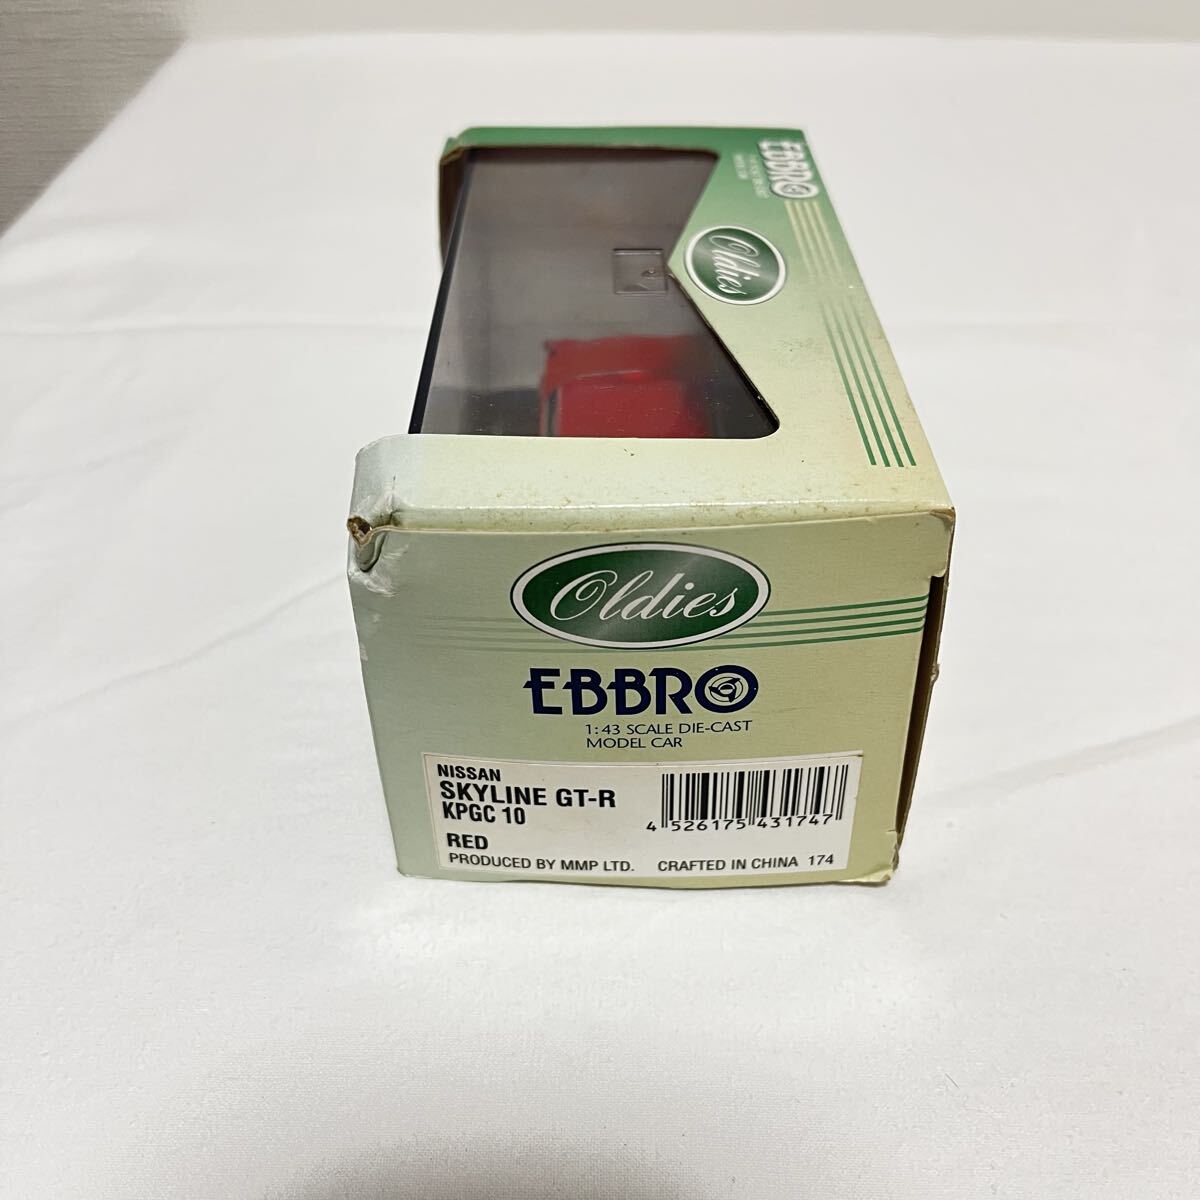 EBBRO
Oldies
Oldies
EBBRO
1:43 SCALE DIE-CAST
MODEL CAR
NISSAN
SKYLINE GT-R
KPGC 10
RED
4 526175 431747
PRODUCED BY MMP LTD. CRAFTED IN CHINA 174